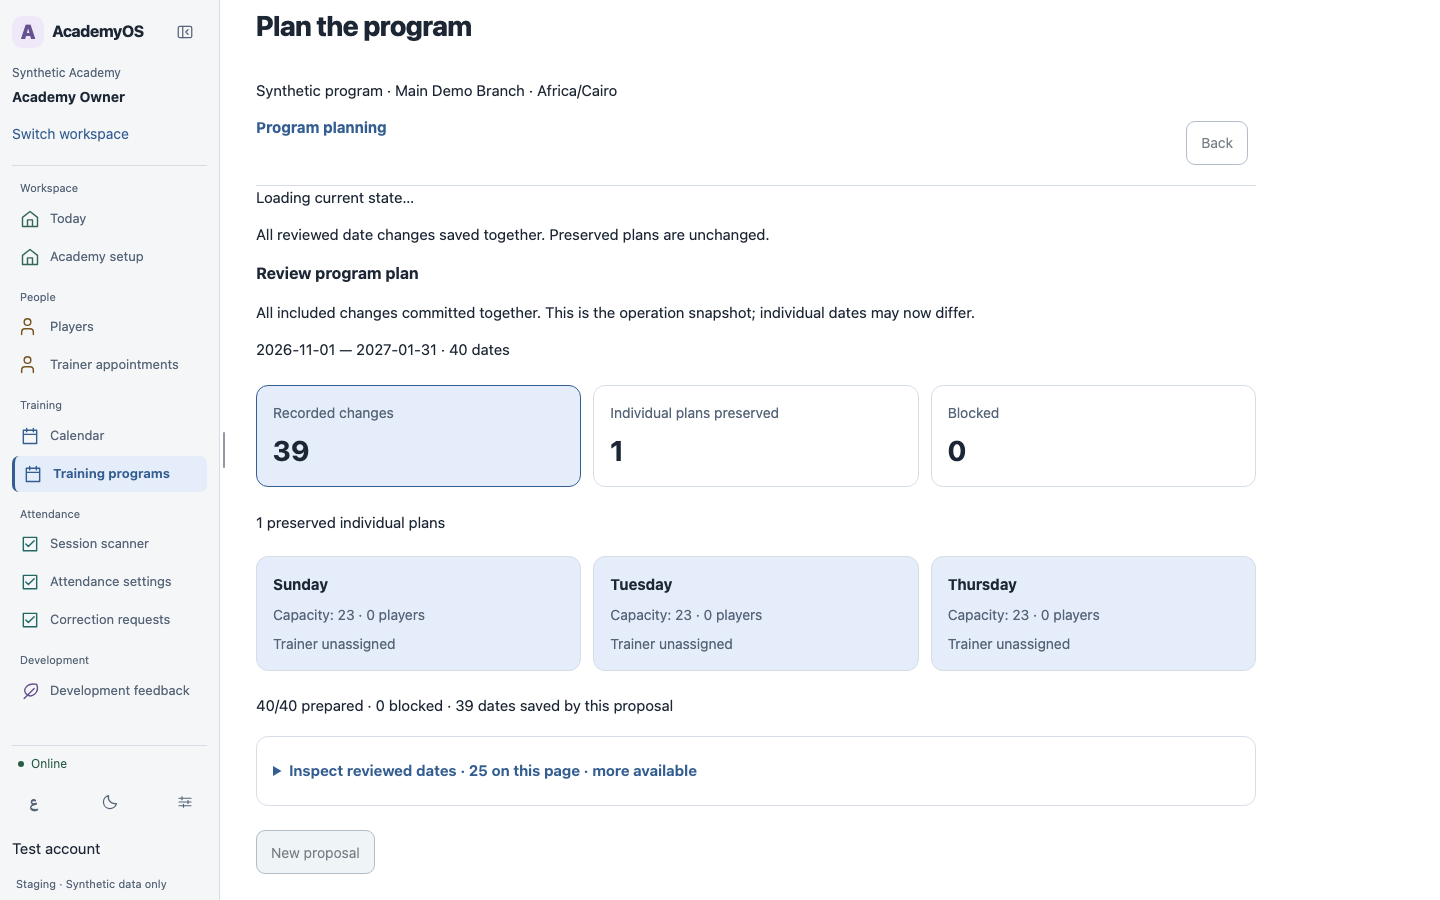 A AcademyOS
Synthetic Academy
Academy Owner
Switch workspace
Workspace
Today
Academy setup
People
Players
Trainer appointments
Training
Calendar
Training programs
Attendance
Session scanner
Attendance settings
Correction requests
Development
Development feedback
Online
ع
Test account
Staging · Synthetic data only
Plan the program
Synthetic program · Main Demo Branch · Africa/Cairo
Program planning
Back
Loading current state...
All reviewed date changes saved together. Preserved plans are unchanged.
Review program plan
All included changes committed together. This is the operation snapshot; individual dates may now differ.
2026-11-01 — 2027-01-31 · 40 dates
Recorded changes
39
Individual plans preserved
1
Blocked
0
1 preserved individual plans
Sunday
Capacity: 23 · 0 players
Trainer unassigned
Tuesday
Capacity: 23 · 0 players
Trainer unassigned
Thursday
Capacity: 23 · 0 players
Trainer unassigned
40/40 prepared · 0 blocked · 39 dates saved by this proposal
Inspect reviewed dates · 25 on this page · more available
New proposal